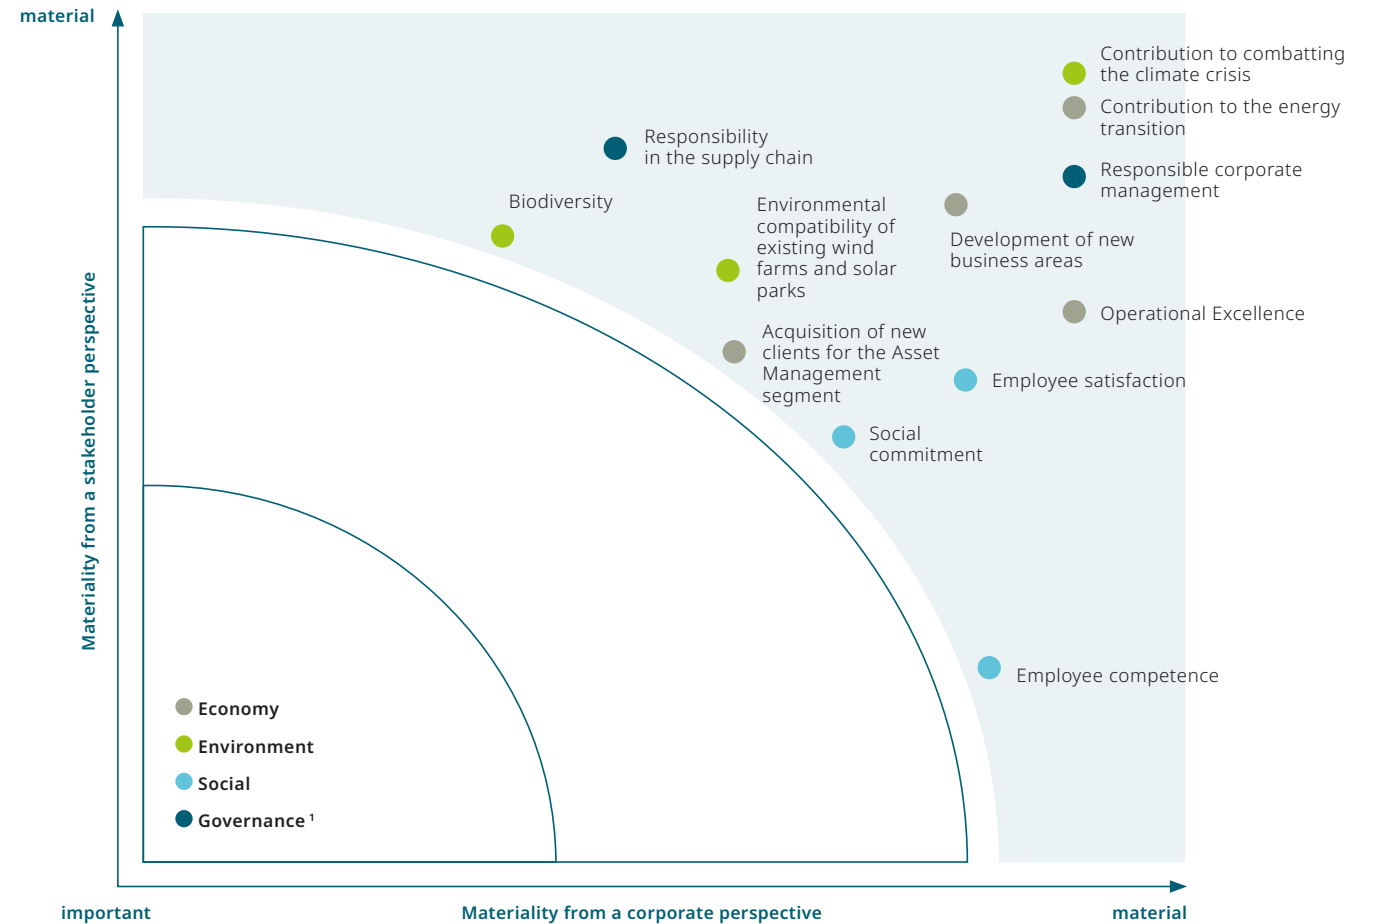 material
Contribution to combatting
the climate crisis
Contribution to the energy
transition
Responsibility
in the supply chain
Responsible corporate
management
Biodiversity
Environmental
compatibility of
existing wind
farms and solar
parks
Development of new
business areas
Operational Excellence
Acquisition of new
clients for the Asset
Management
segment
Employee satisfaction
Social
commitment
Employee competence
Materiality from a stakeholder perspective
Economy
Environment
Social
Governance ¹
important
Materiality from a corporate perspective
material